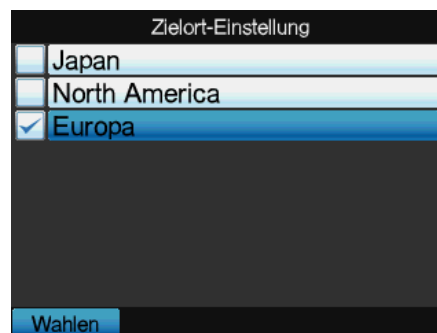 Zielort-Einstellung
Japan
North America
Europa
Wahlen